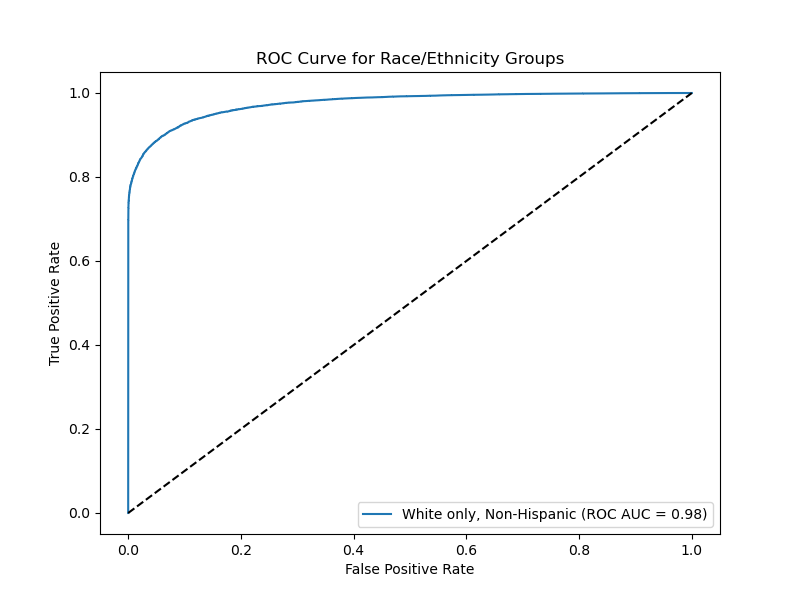 ROC Curve for Race/Ethnicity Groups
True Positive Rate
1.0
0.8
0.6
0.4
0.2
0.0
White only, Non-Hispanic (ROC AUC = 0.98)
0.0 0.2 0.4 0.6 0.8 1.0
False Positive Rate